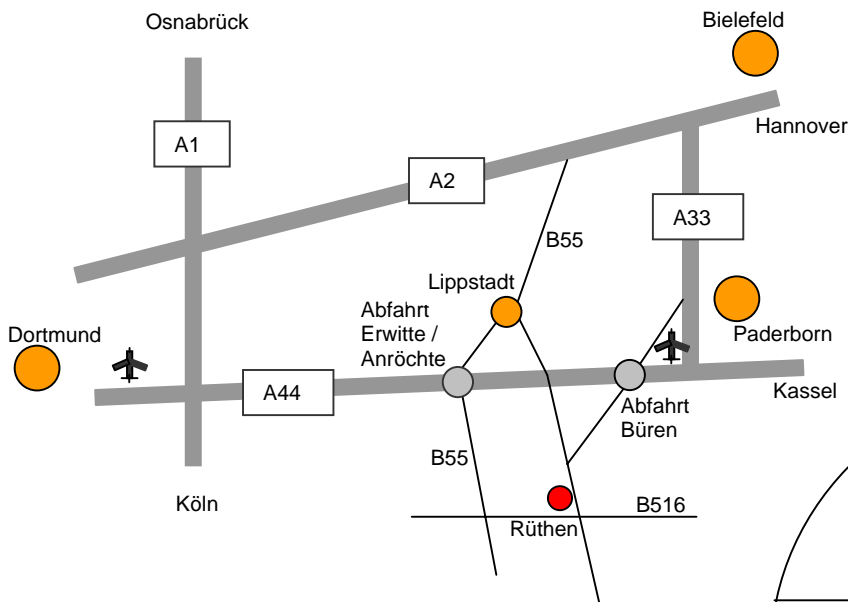 Osnabrück
Bielefeld
A1
Hannover
A2
A33
B55
Lippstadt
Abfahrt
Erwitte /
Anröchte
Dortmund
Paderborn
A44
Kassel
Abfahrt
Büren
B55
Köln
B516
Rüthen